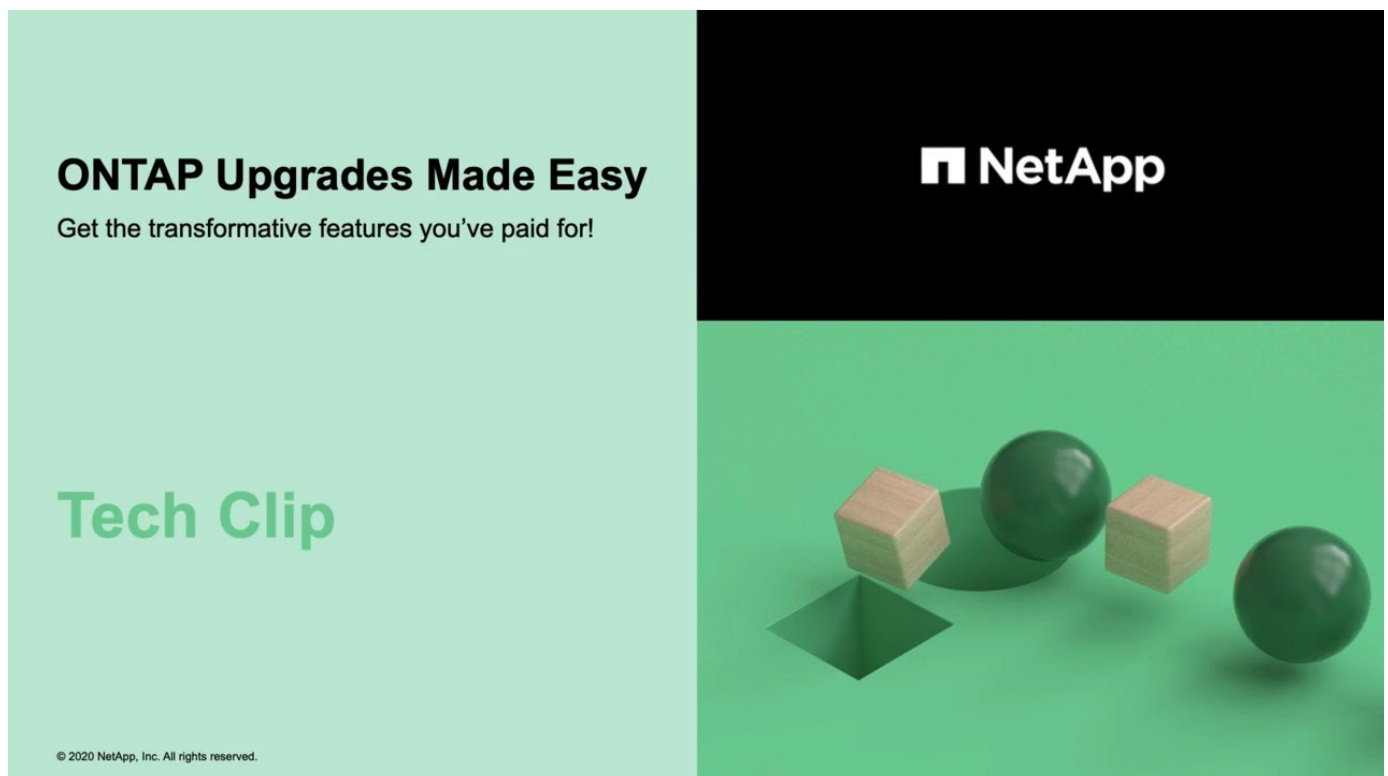 ONTAP Upgrades Made Easy
Get the transformative features you’ve paid for!
NetApp
Tech Clip
© 2020 NetApp, Inc. All rights reserved.